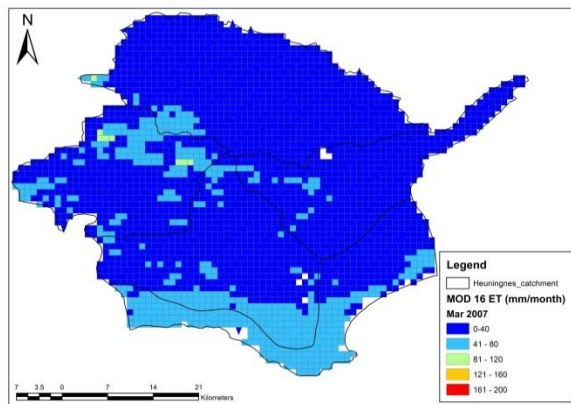 N
Legend
Heuningnes_catchment
MOD 16 ET (mm/month)
Mar 2007
0-40
41 - 80
81 - 120
121 - 160
161 - 200
7 3.5 0 7 14 21
Kilometers